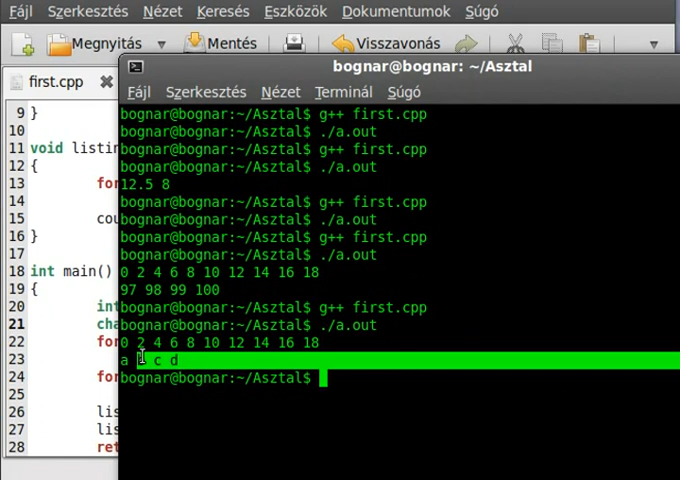 Fájl Szerkesztés Nézet Keresés Eszközök Dokumentumok Súgó
Megnyitás Mentés Visszavonás
first.cpp
9 }
10
11 void listin
12 {
13 for
14
15 cou
16 }
17
18 int main()
19 {
20 int
21 cha
22 for
23
24 for
25
26 lis
27 lis
28 ret
bognar@bognar: ~/Asztal
Fájl Szerkesztés Nézet Terminál Súgó
bognar@bognar:~/Asztal$ g++ first.cpp
bognar@bognar:~/Asztal$ ./a.out
bognar@bognar:~/Asztal$ g++ first.cpp
bognar@bognar:~/Asztal$ ./a.out
12.5 8
bognar@bognar:~/Asztal$ g++ first.cpp
bognar@bognar:~/Asztal$ ./a.out
bognar@bognar:~/Asztal$ g++ first.cpp
bognar@bognar:~/Asztal$ ./a.out
0 2 4 6 8 10 12 14 16 18
97 98 99 100
bognar@bognar:~/Asztal$ g++ first.cpp
bognar@bognar:~/Asztal$ ./a.out
0 2 4 6 8 10 12 14 16 18
a c d
bognar@bognar:~/Asztal$